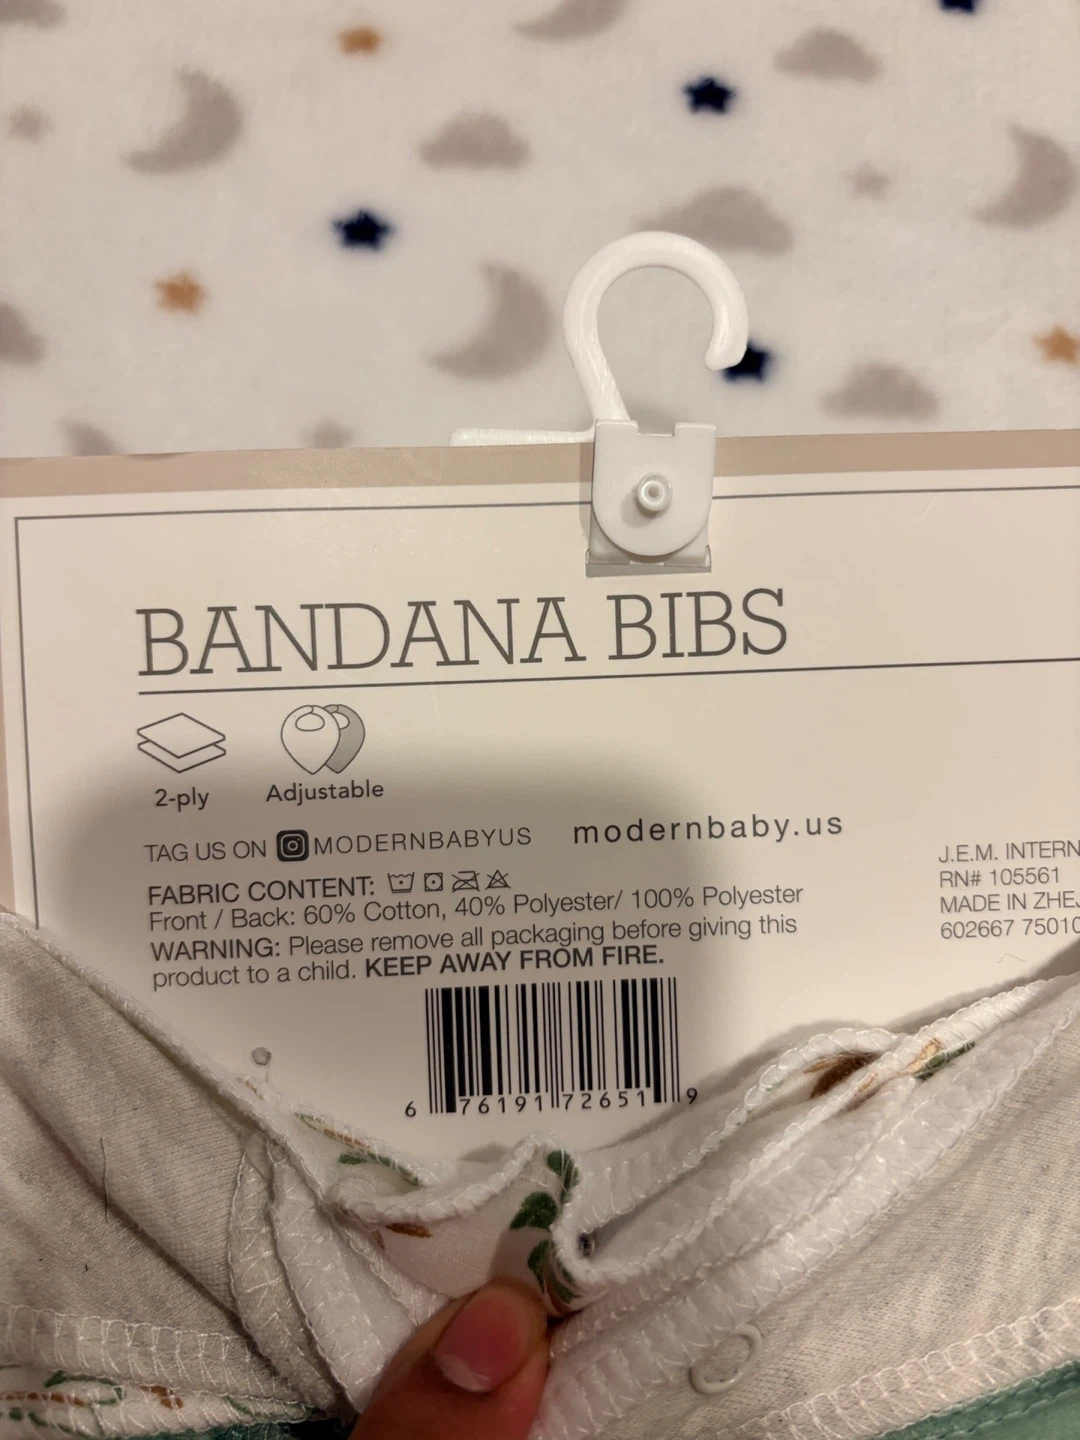 BANDANA BIBS
2-ply
Adjustable
TAG US ON MODERNBABYUS
modernbaby.us
FABRIC CONTENT:
Front / Back: 60% Cotton, 40% Polyester/ 100% Polyester
WARNING: Please remove all packaging before giving this
product to a child. KEEP AWAY FROM FIRE.
6 76191 72651 9
J.E.M. INTERN
RN# 105561
MADE IN ZHEJ
602667 75010